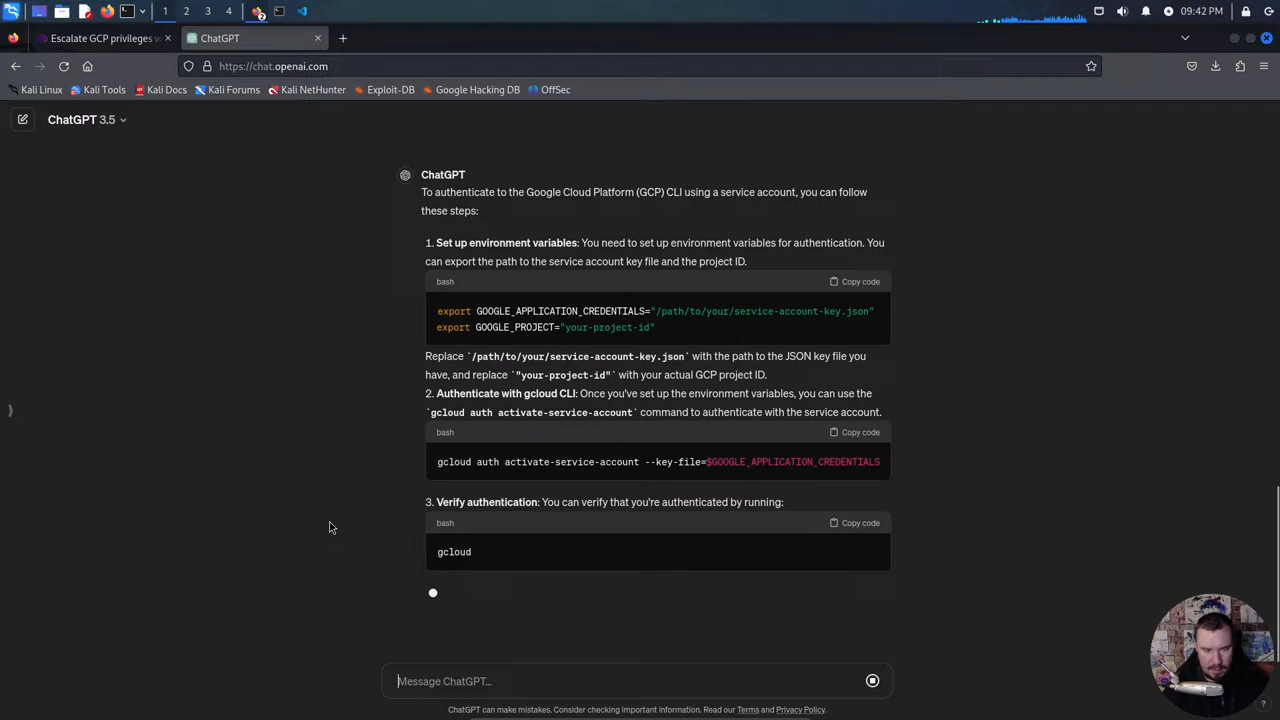 1
2
3
4
2
09:42 PM
Escalate GCP privileges w
ChatGPT
https://chat.openai.com
Kali Linux
Kali Tools
Kali Docs
Kali Forums
Kali NetHunter
Exploit-DB
Google Hacking DB
OffSec
ChatGPT 3.5
ChatGPT
To authenticate to the Google Cloud Platform (GCP) CLI using a service account, you can follow
these steps:
1. Set up environment variables: You need to set up environment variables for authentication. You
can export the path to the service account key file and the project ID.
bash
Copy code
export GOOGLE_APPLICATION_CREDENTIALS="/path/to/your/service-account-key.json"
export GOOGLE_PROJECT="your-project-id"
Replace `/path/to/your/service-account-key.json` with the path to the JSON key file you
have, and replace `"your-project-id"` with your actual GCP project ID.
2. Authenticate with gcloud CLI: Once you've set up the environment variables, you can use the
`gcloud auth activate-service-account` command to authenticate with the service account.
bash
Copy code
gcloud auth activate-service-account --key-file=$GOOGLE_APPLICATION_CREDENTIALS
3. Verify authentication: You can verify that you're authenticated by running:
bash
Copy code
gcloud
Message ChatGPT...
ChatGPT can make mistakes. Consider checking important information. Read our Terms and Privacy Policy.
?